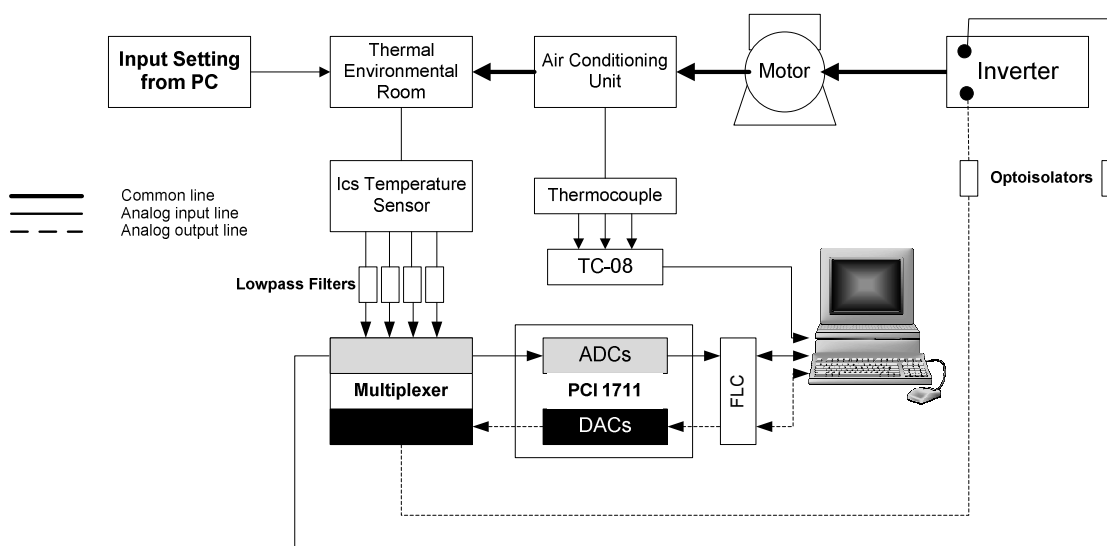 Input Setting
from PC
Thermal
Environmental
Room
Air Conditioning
Unit
Motor
Inverter
Ics Temperature
Sensor
Thermocouple
Optoisolators
Common line
Analog input line
Analog output line
TC-08
Lowpass Filters
ADCs
Multiplexer
PCI 1711
FLC
DACs